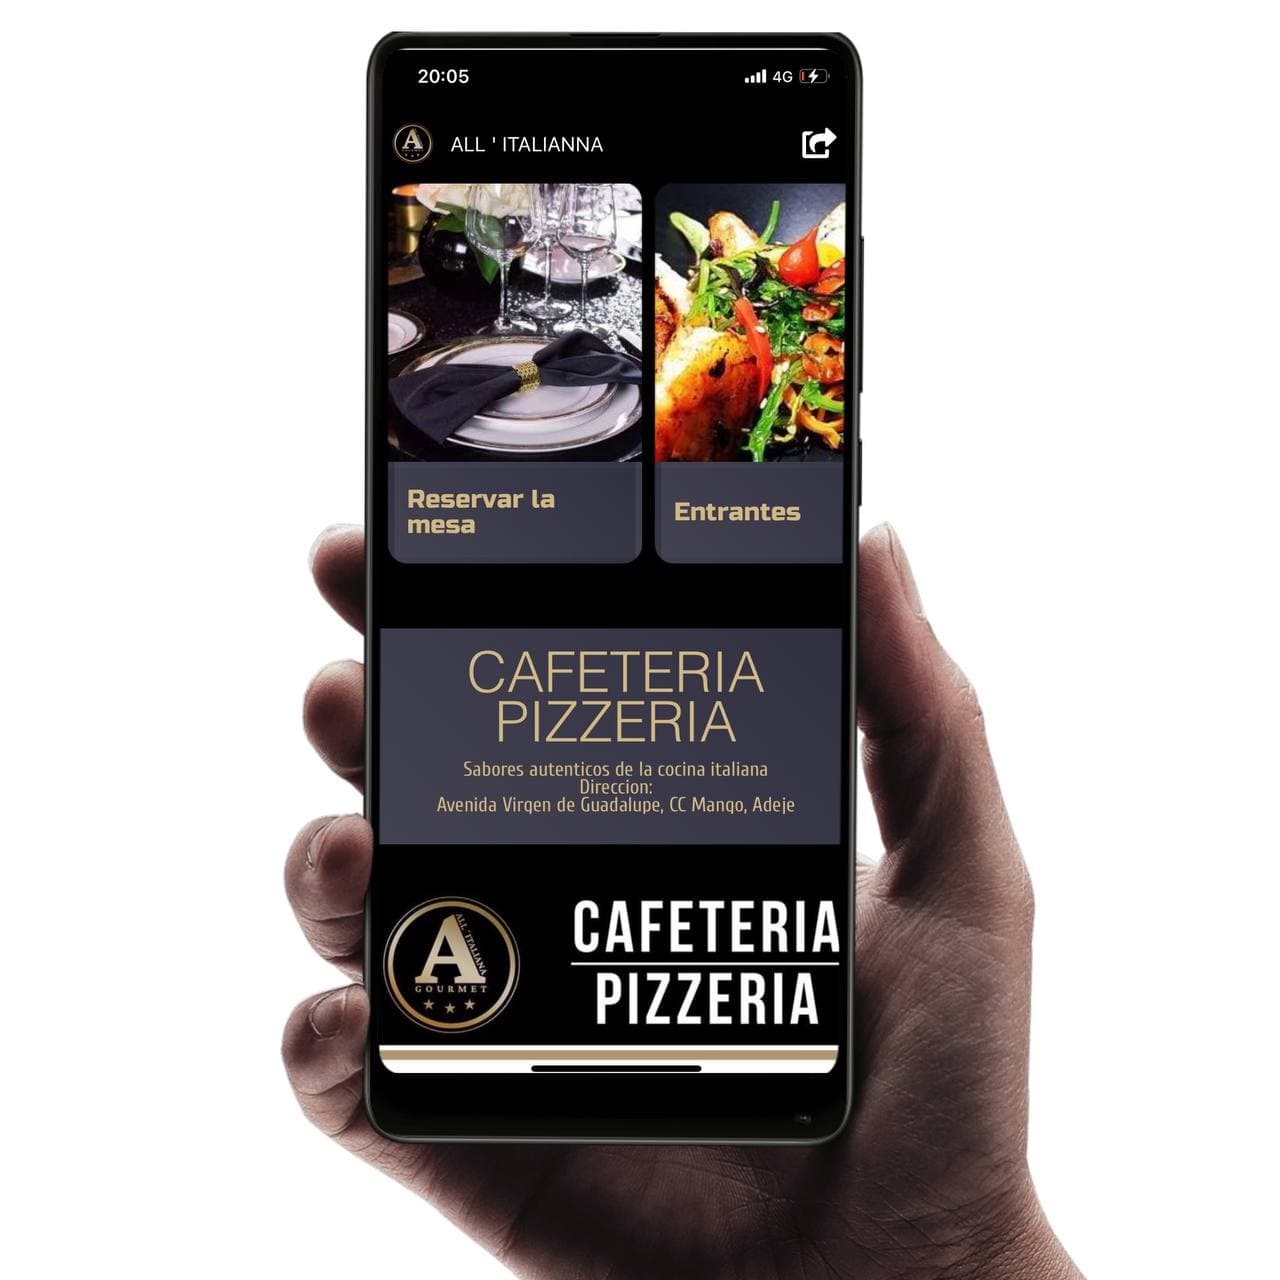 20:05
4G
ALL ' ITALIANNA
A
Reservar la
mesa
Entrantes
CAFETERIA
PIZZERIA
Sabores autenticos de la cocina italiana
Direccion:
Avenida Virgen de Guadalupe, CC Mango, Adeje
A
ALL 'ITALIANA
GOURMET
CAFETERIA
PIZZERIA